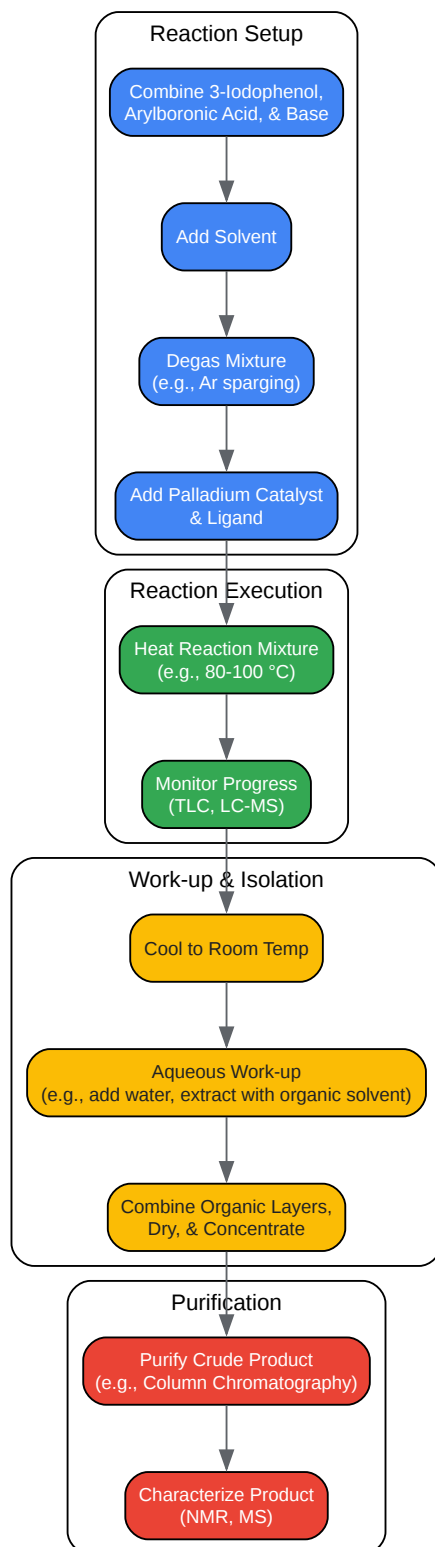 Reaction Setup
Combine 3-Iodophenol,
Arylboronic Acid, & Base
Add Solvent
Degas Mixture
(e.g., Ar sparging)
Add Palladium Catalyst
& Ligand
Reaction Execution
Heat Reaction Mixture
(e.g., 80-100 °C)
Monitor Progress
(TLC, LC-MS)
Work-up & Isolation
Cool to Room Temp
Aqueous Work-up
(e.g., add water, extract with organic solvent)
Combine Organic Layers,
Dry, & Concentrate
Purification
Purify Crude Product
(e.g., Column Chromatography)
Characterize Product
(NMR, MS)